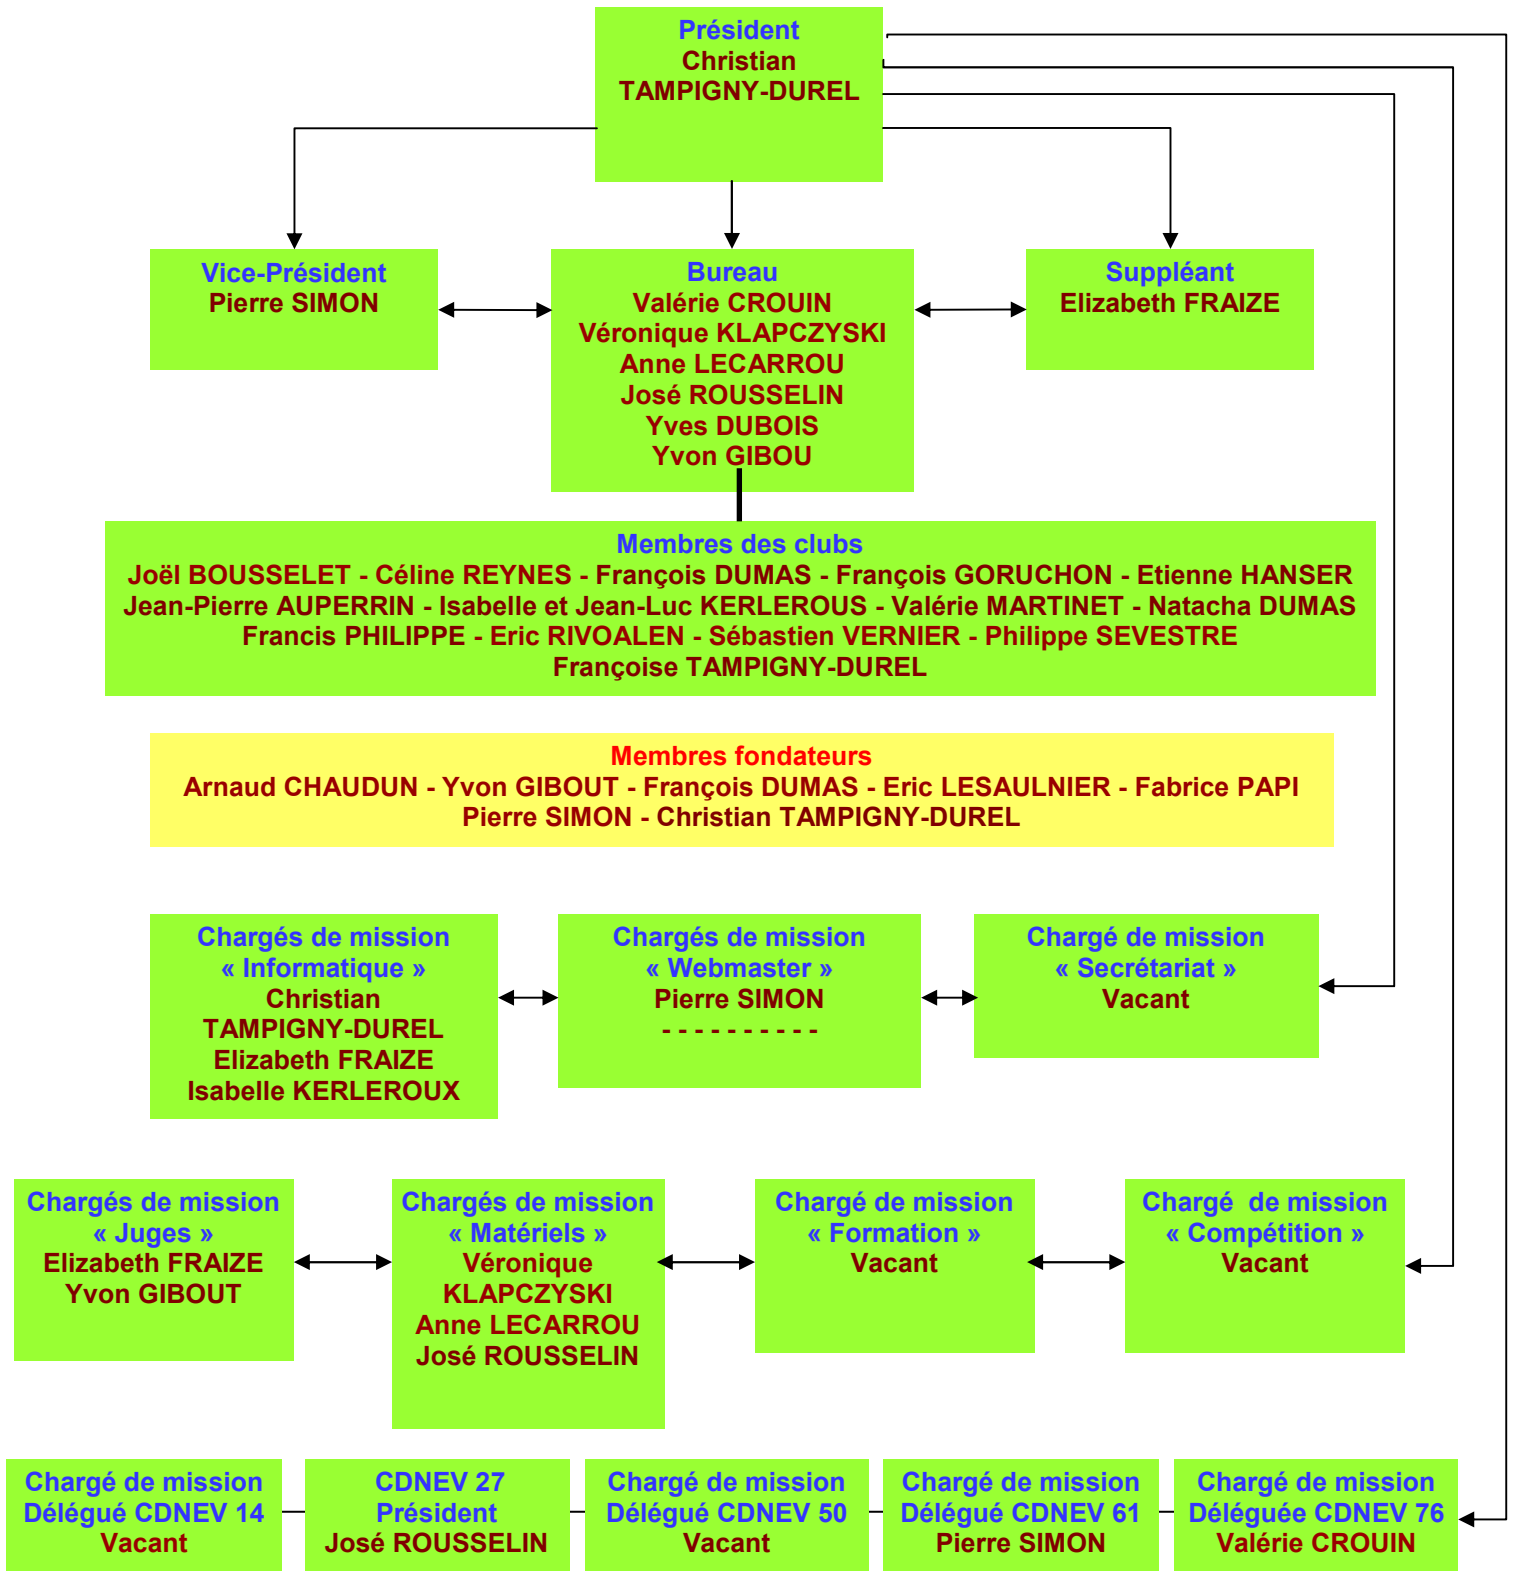 Président
Christian
TAMPIGNY-DUREL
Vice-Président
Pierre SIMON
Bureau
Valérie CROUIN
Véronique KLAPCZYSKI
Anne LECARROU
José ROUSSELIN
Yves DUBOIS
Yvon GIBOU
Suppléant
Elizabeth FRAIZE
Membres des clubs
Joël BOUSSELET - Céline REYNES - François DUMAS - François GORUCHON - Etienne HANSER
Jean-Pierre AUPERRIN - Isabelle et Jean-Luc KERLEROUS - Valérie MARTINET - Natacha DUMAS
Francis PHILIPPE - Eric RIVOALEN - Sébastien VERNIER - Philippe SEVESTRE
Françoise TAMPIGNY-DUREL
Membres fondateurs
Arnaud CHAUDUN - Yvon GIBOUT - François DUMAS - Eric LESAULNIER - Fabrice PAPI
Pierre SIMON - Christian TAMPIGNY-DUREL
Chargés de mission
« Informatique »
Christian
TAMPIGNY-DUREL
Elizabeth FRAIZE
Isabelle KERLEROUX
Chargés de mission
« Webmaster »
Pierre SIMON
- - - - - - - - - -
Chargé de mission
« Secrétariat »
Vacant
Chargés de mission
« Juges »
Elizabeth FRAIZE
Yvon GIBOUT
Chargés de mission
« Matériels »
Véronique
KLAPCZYSKI
Anne LECARROU
José ROUSSELIN
Chargé de mission
« Formation »
Vacant
Chargé  de mission
« Compétition »
Vacant
Chargé de mission
Délégué CDNEV 14
Vacant
CDNEV 27
Président
José ROUSSELIN
Chargé de mission
Délégué CDNEV 50
Vacant
Chargé de mission
Délégué CDNEV 61
Pierre SIMON
Chargé de mission
Déléguée CDNEV 76
Valérie CROUIN